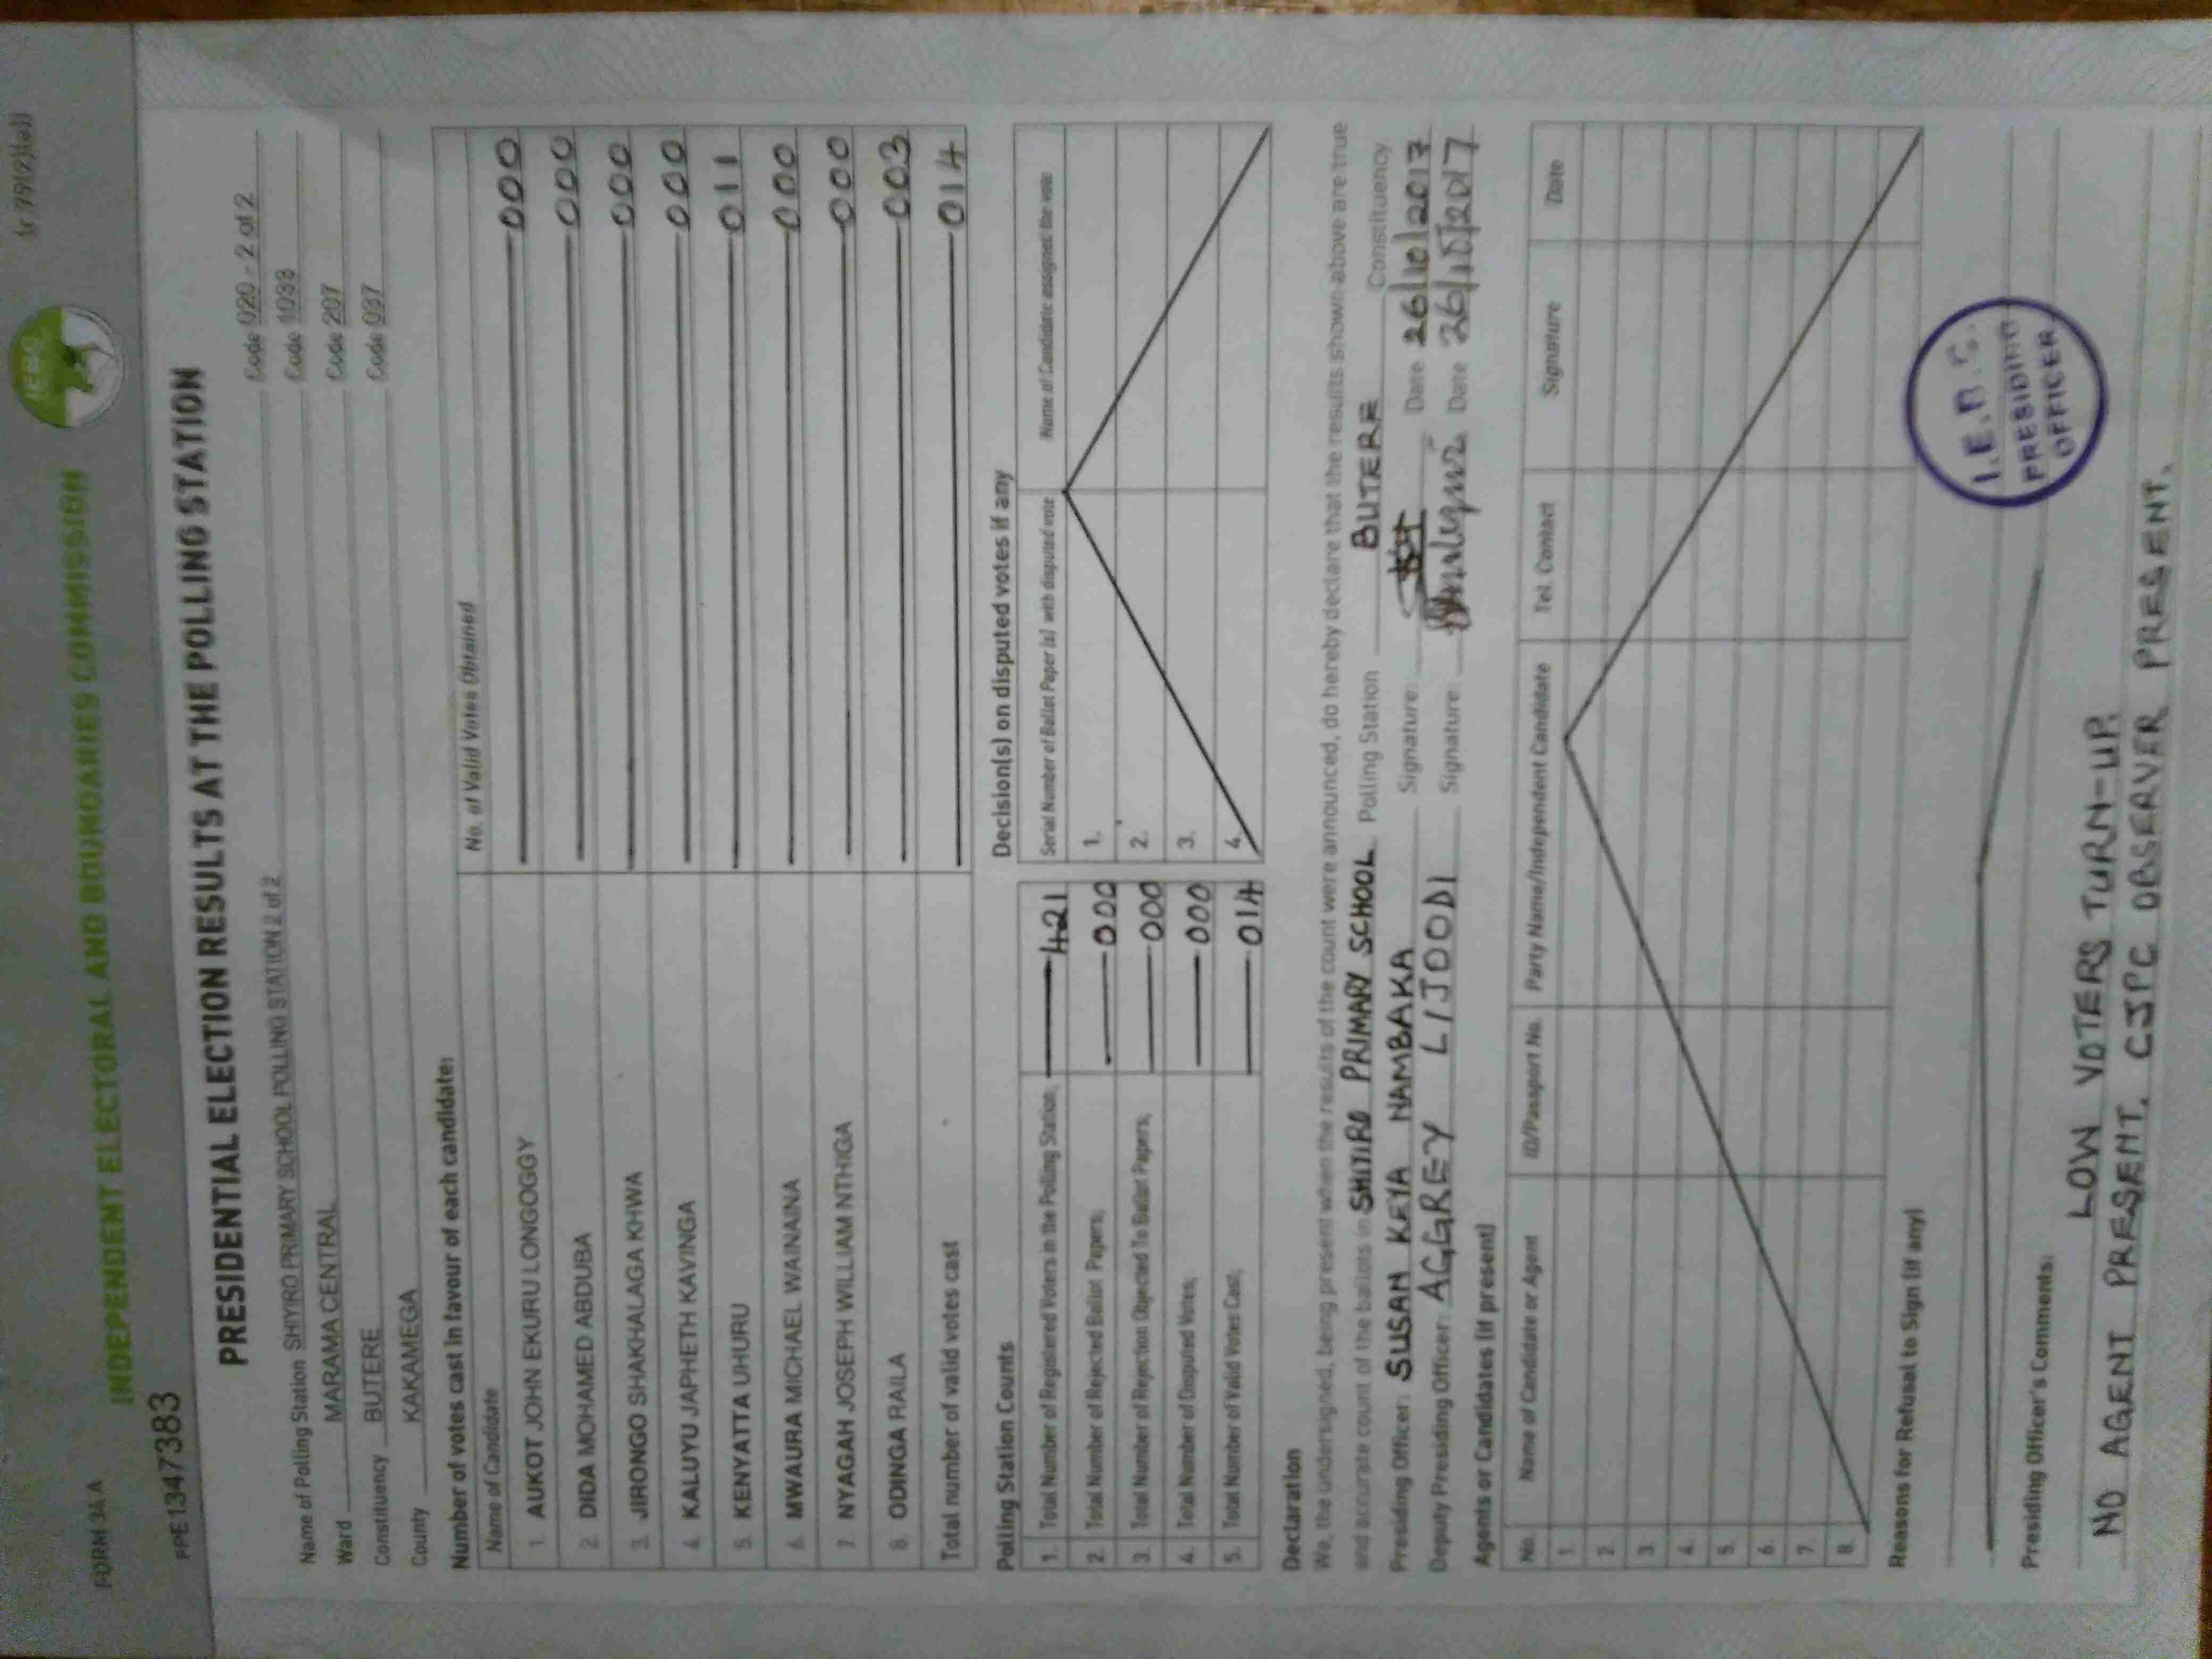 FORM 34 A
(r.79(2)(a))
INDEPENDENT ELECTORAL AND BOUNDARIES COMMISSION
IEBC
PPE1347383
PRESIDENTIAL ELECTION RESULTS AT THE POLLING STATION
Name of Polling Station SHIYIRO PRIMARY SCHOOL POLLING STATION 2 of 2 Code 020 - 2 of 2
Ward MARAMA CENTRAL Code 1033
Constituency BUTERE Code 207
County KAKAMEGA Code 037
Number of votes cast in favour of each candidate:
Name of Candidate No. of Valid Votes Obtained
1. AUKOT JOHN EKURU LONGOGGY 000
2. DIDA MOHAMED ABDUBA 000
3. JIRONGO SHAKHALAGA KHWA 000
4. KALUYU JAPHETH KAVINGA 000
5. KENYATTA UHURU 011
6. MWAURA MICHAEL WAINAINA 000
7. NYAGAH JOSEPH WILLIAM NTHIGA 000
8. ODINGA RAILA 003
Total number of valid votes cast 014
Polling Station Counts
1. Total Number of Registered Voters in the Polling Station; 421
2. Total Number of Rejected Ballot Papers; 000
3. Total Number of Rejection Objected To Ballot Papers; 000
4. Total Number of Disputed Votes; 000
5. Total Number of Valid Votes Cast; 014
Decision(s) on disputed votes if any
Serial Number of Ballot Paper (s) with disputed vote Name of Candidate assigned the vote
1.
2.
3.
4.
Declaration
We, the undersigned, being present when the results of the count were announced, do hereby declare that the results shown above are true
and accurate count of the ballots in SHITIRO PRIMARY SCHOOL Polling Station BUTERE Constituency.
Presiding Officer: SUSAN KEYA NAMBAKA Signature: Date 26/10/2017
Deputy Presiding Officer: AGGREY LIJOODI Signature: Date 26/10/2017
Agents or Candidates (if present)
No. Name of Candidate or Agent ID/Passport No. Party Name/Independent Candidate Tel. Contact Signature Date
1.
2.
3.
4.
5.
6.
7.
8.
Reasons for Refusal to Sign (if any)
I.E.B.C.
PRESIDING
OFFICER
Presiding Officer's Comments:
LOW VOTERS TURN-UP.
NO AGENT PRESENT. CJPC OBSERVER PRESENT.